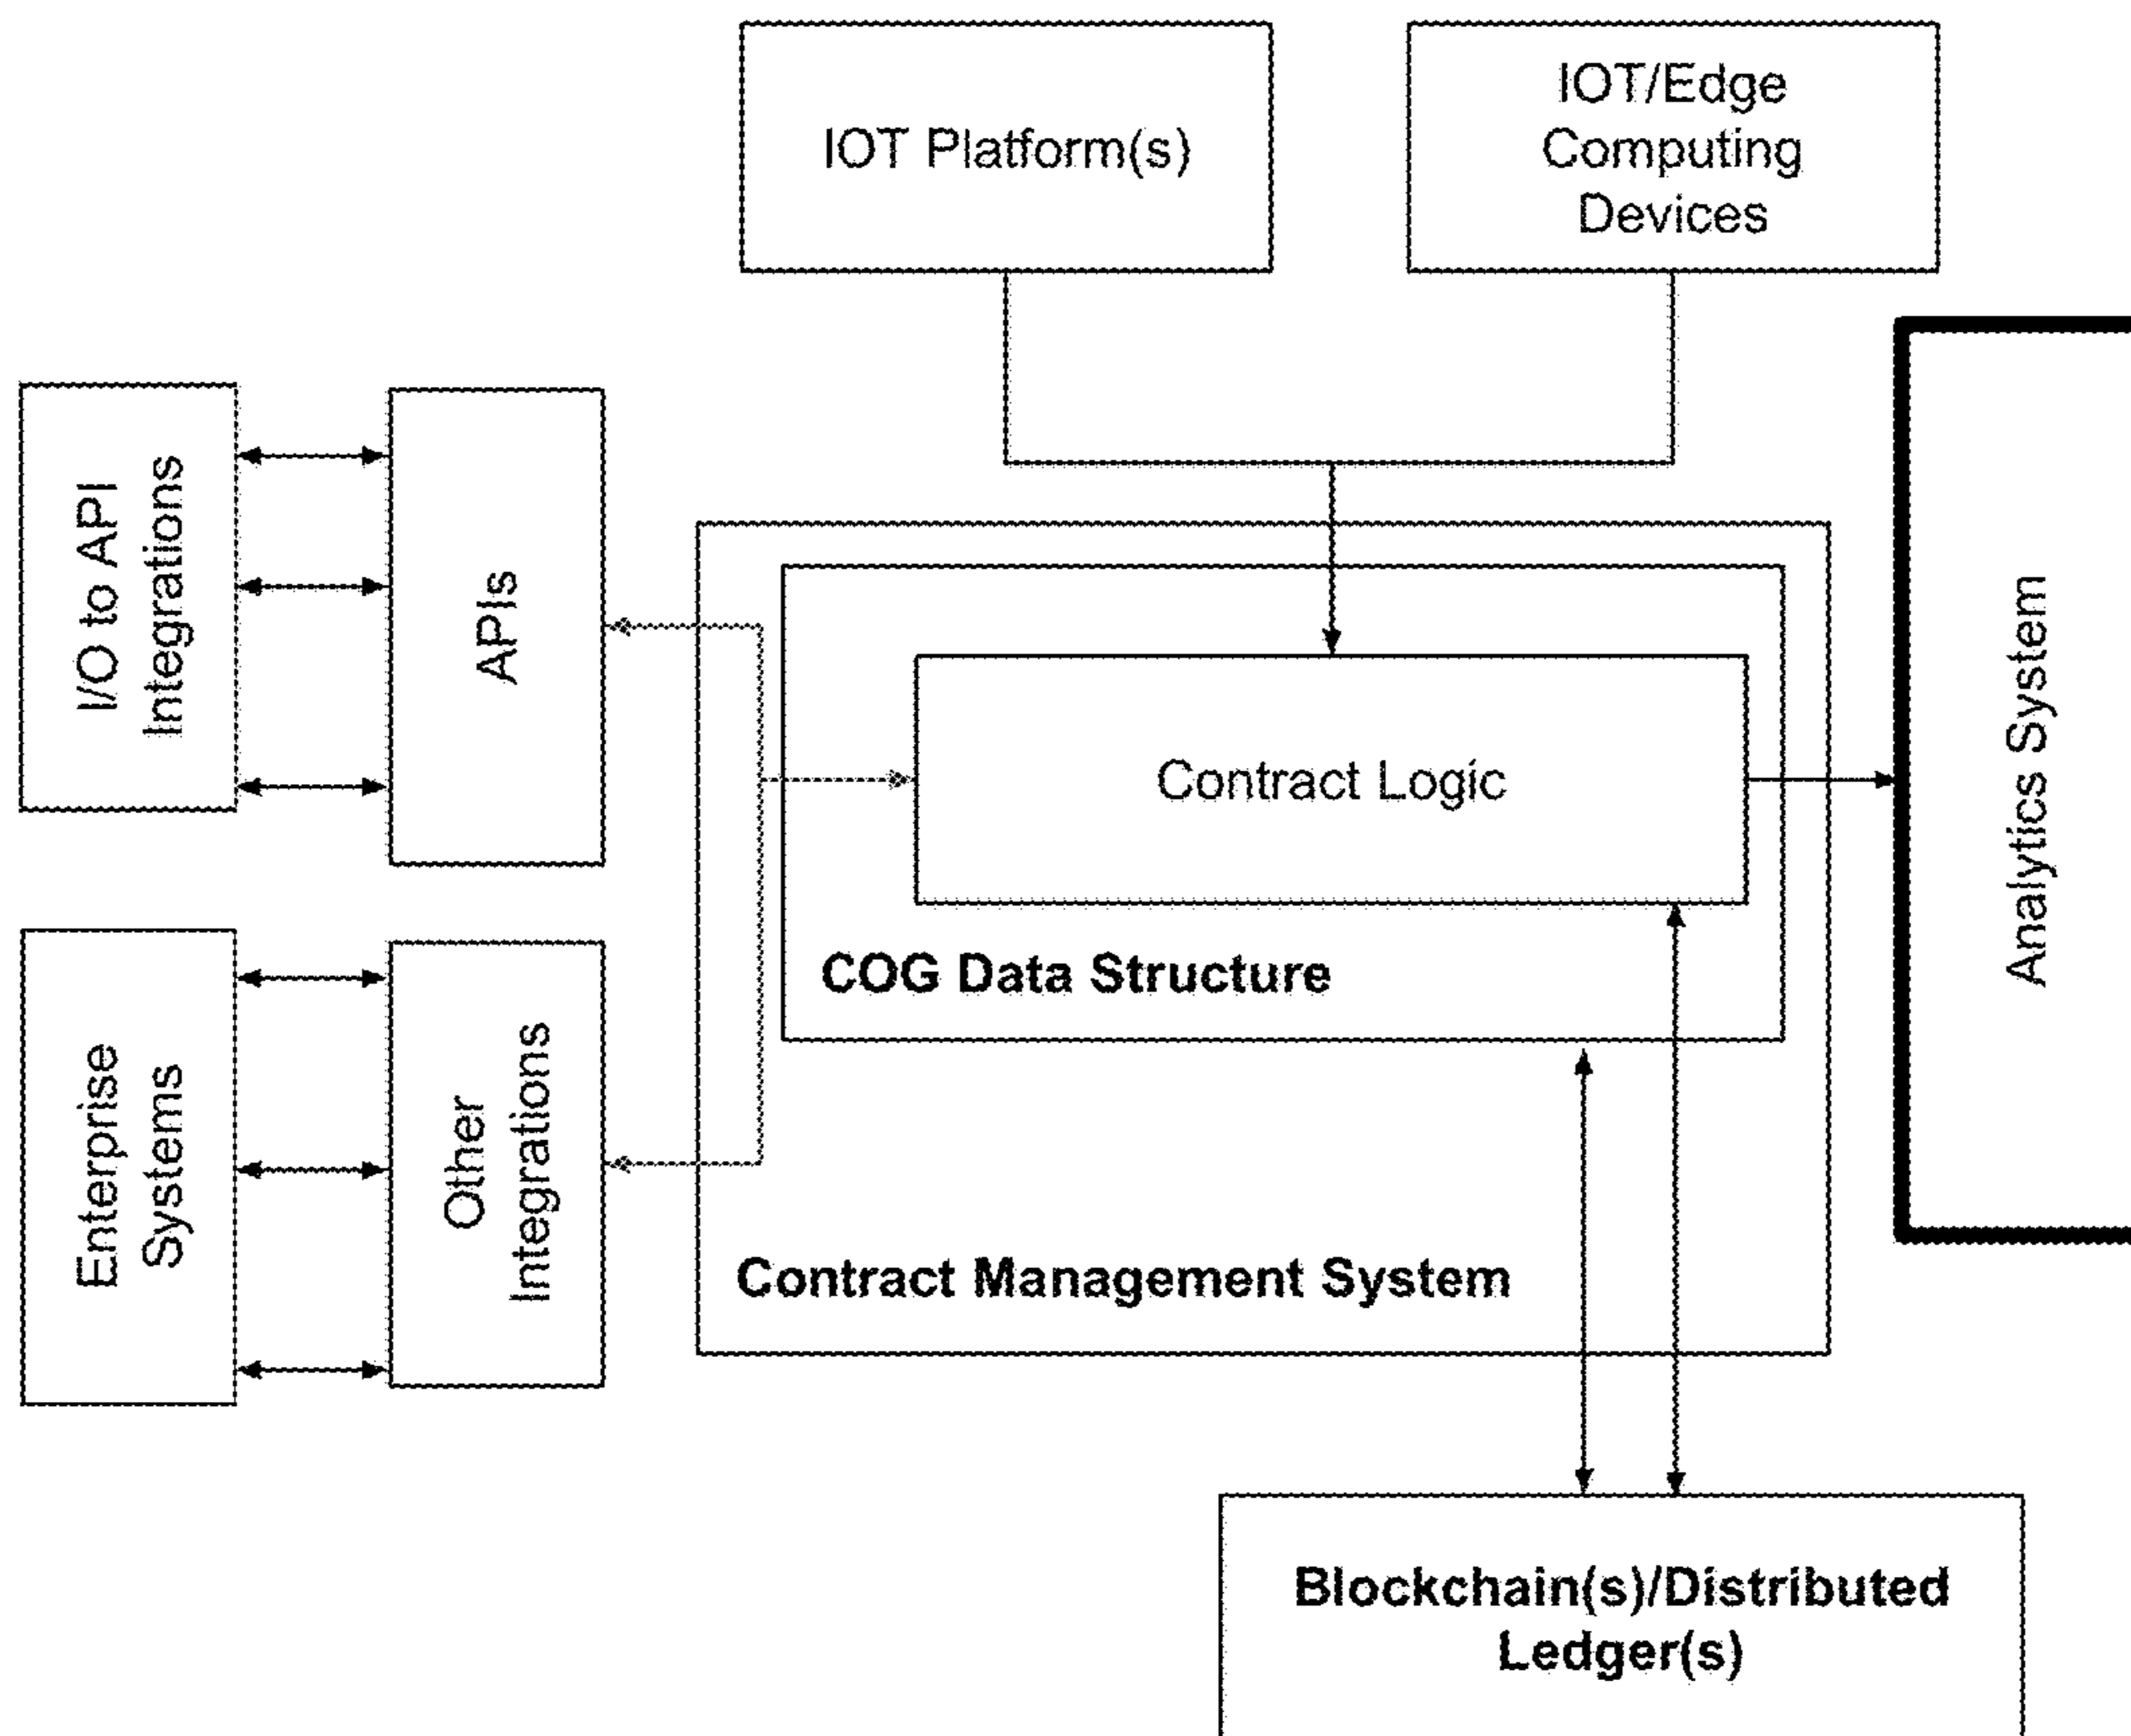 IOT Platform(s)
IOT/Edge
Computing
Devices
I/O to API
Integrations
APIs
Contract Logic
Analytics System
COG Data Structure
Enterprise
Systems
Other
Integrations
Contract Management System
Blockchain(s)/Distributed
Ledger(s)